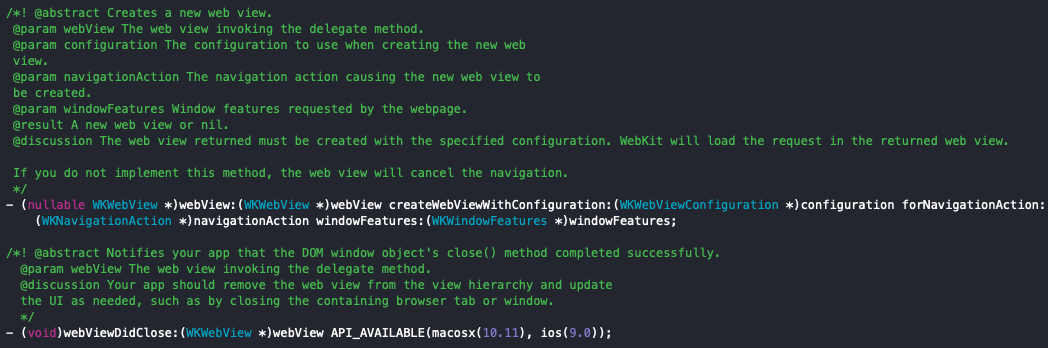 /*! @abstract Creates a new web view.
 @param webView The web view invoking the delegate method.
 @param configuration The configuration to use when creating the new web
 view.
 @param navigationAction The navigation action causing the new web view to
 be created.
 @param windowFeatures Window features requested by the webpage.
 @result A new web view or nil.
 @discussion The web view returned must be created with the specified configuration. WebKit will load the request in the returned web view.

 If you do not implement this method, the web view will cancel the navigation.
 */
- (nullable WKWebView *)webView:(WKWebView *)webView createWebViewWithConfiguration:(WKWebViewConfiguration *)configuration forNavigationAction:
    (WKNavigationAction *)navigationAction windowFeatures:(WKWindowFeatures *)windowFeatures;

/*! @abstract Notifies your app that the DOM window object's close() method completed successfully.
  @param webView The web view invoking the delegate method.
  @discussion Your app should remove the web view from the view hierarchy and update
  the UI as needed, such as by closing the containing browser tab or window.
  */
- (void)webViewDidClose:(WKWebView *)webView API_AVAILABLE(macosx(10.11), ios(9.0));